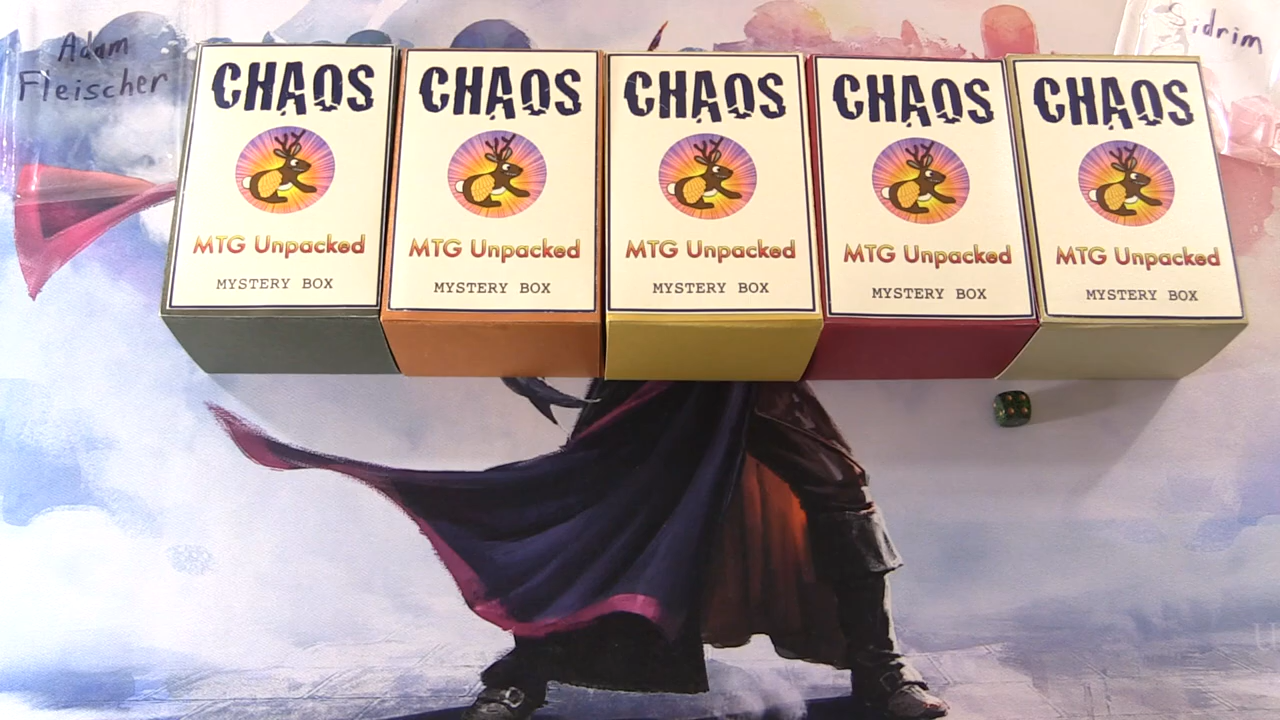 Adam
Fleischer
Sidrim
CHAOS
MTG Unpacked
MYSTERY BOX
CHAOS
MTG Unpacked
MYSTERY BOX
CHAOS
MTG Unpacked
MYSTERY BOX
CHAOS
MTG Unpacked
MYSTERY BOX
CHAOS
MTG Unpacked
MYSTERY BOX